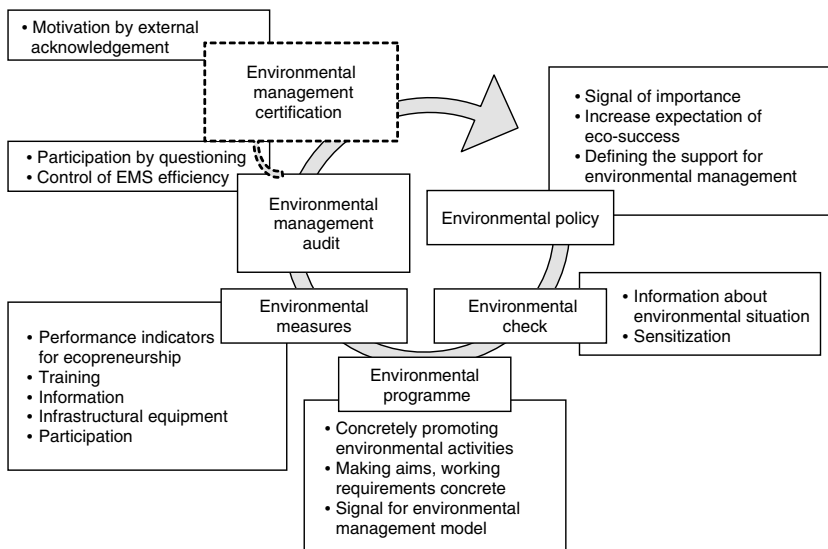 • Motivation by external
acknowledgement
Environmental
management
certification
• Signal of importance
• Increase expectation of
eco-success
• Defining the support for
environmental management
• Participation by questioning
• Control of EMS efficiency
Environmental
management
audit
Environmental policy
Environmental
measures
Environmental
check
• Information about
environmental situation
• Sensitization
• Performance indicators
for ecopreneurship
• Training
• Information
• Infrastructural equipment
• Participation
Environmental
programme
• Concretely promoting
environmental activities
• Making aims, working
requirements concrete
• Signal for environmental
management model